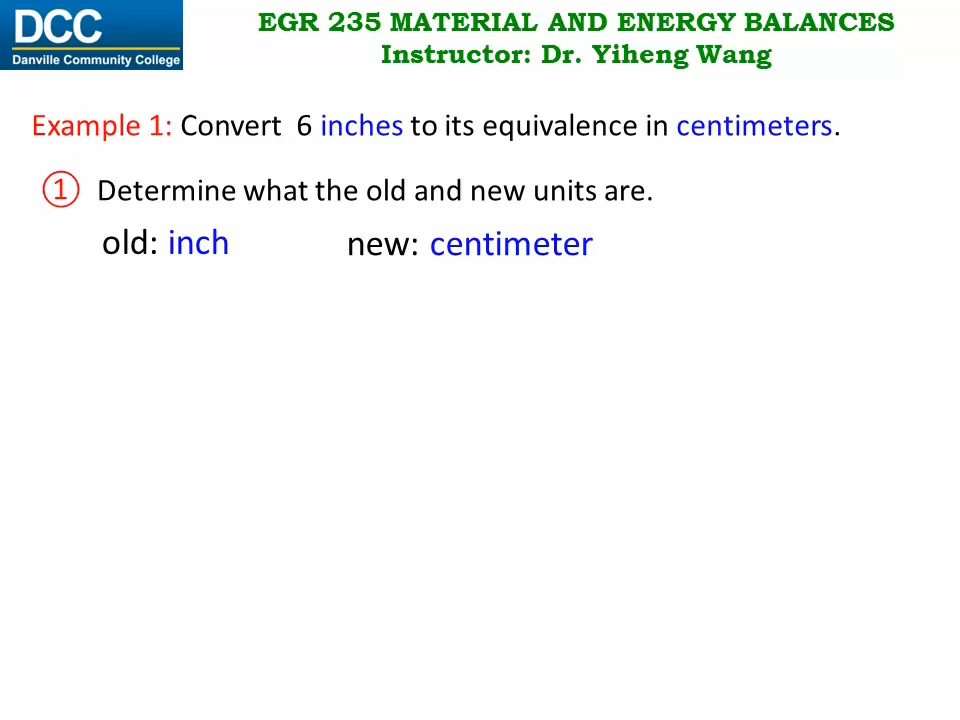 DCC
Danville Community College
EGR 235 MATERIAL AND ENERGY BALANCES
Instructor: Dr. Yiheng Wang
Example 1: Convert 6 inches to its equivalence in centimeters.
① Determine what the old and new units are.
old: inch new: centimeter